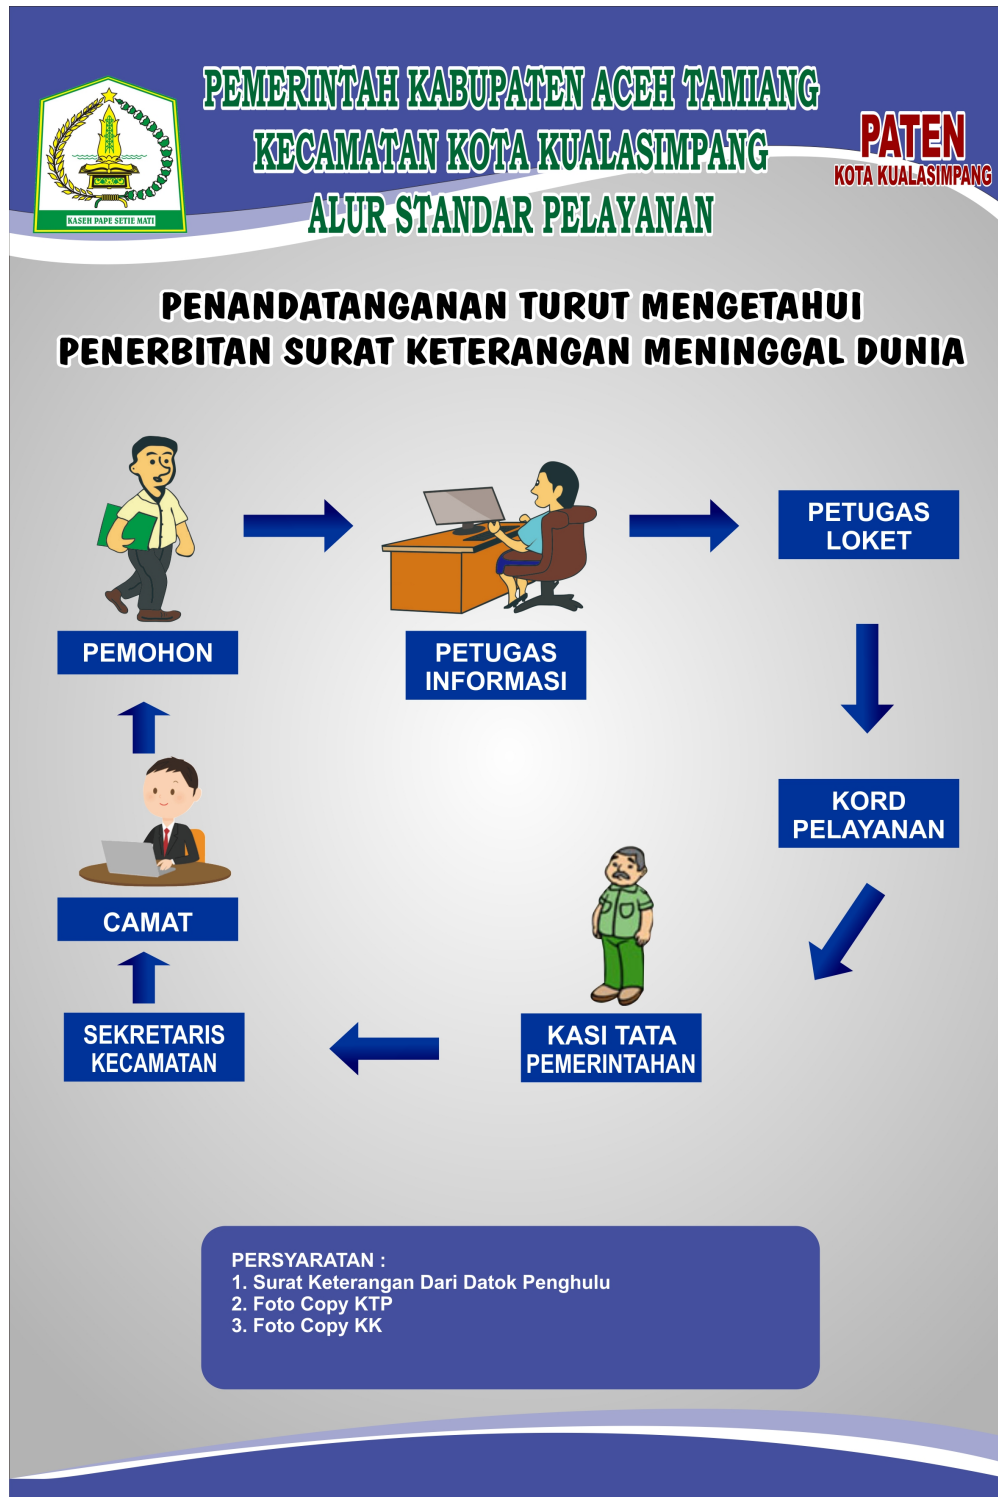 PEMERINTAH KABUPATEN ACEH TAMIANG
KECAMATAN KOTA KUALASIMPANG
ALUR STANDAR PELAYANAN
KASEH PAPE SETIE MATI
PATEN
KOTA KUALASIMPANG
PENANDATANGANAN TURUT MENGETAHUI
PENERBITAN SURAT KETERANGAN MENINGGAL DUNIA
PEMOHON
PETUGAS
INFORMASI
PETUGAS
LOKET
KORD
PELAYANAN
KASI TATA
PEMERINTAHAN
SEKRETARIS
KECAMATAN
CAMAT
PERSYARATAN :
1. Surat Keterangan Dari Datok Penghulu
2. Foto Copy KTP
3. Foto Copy KK